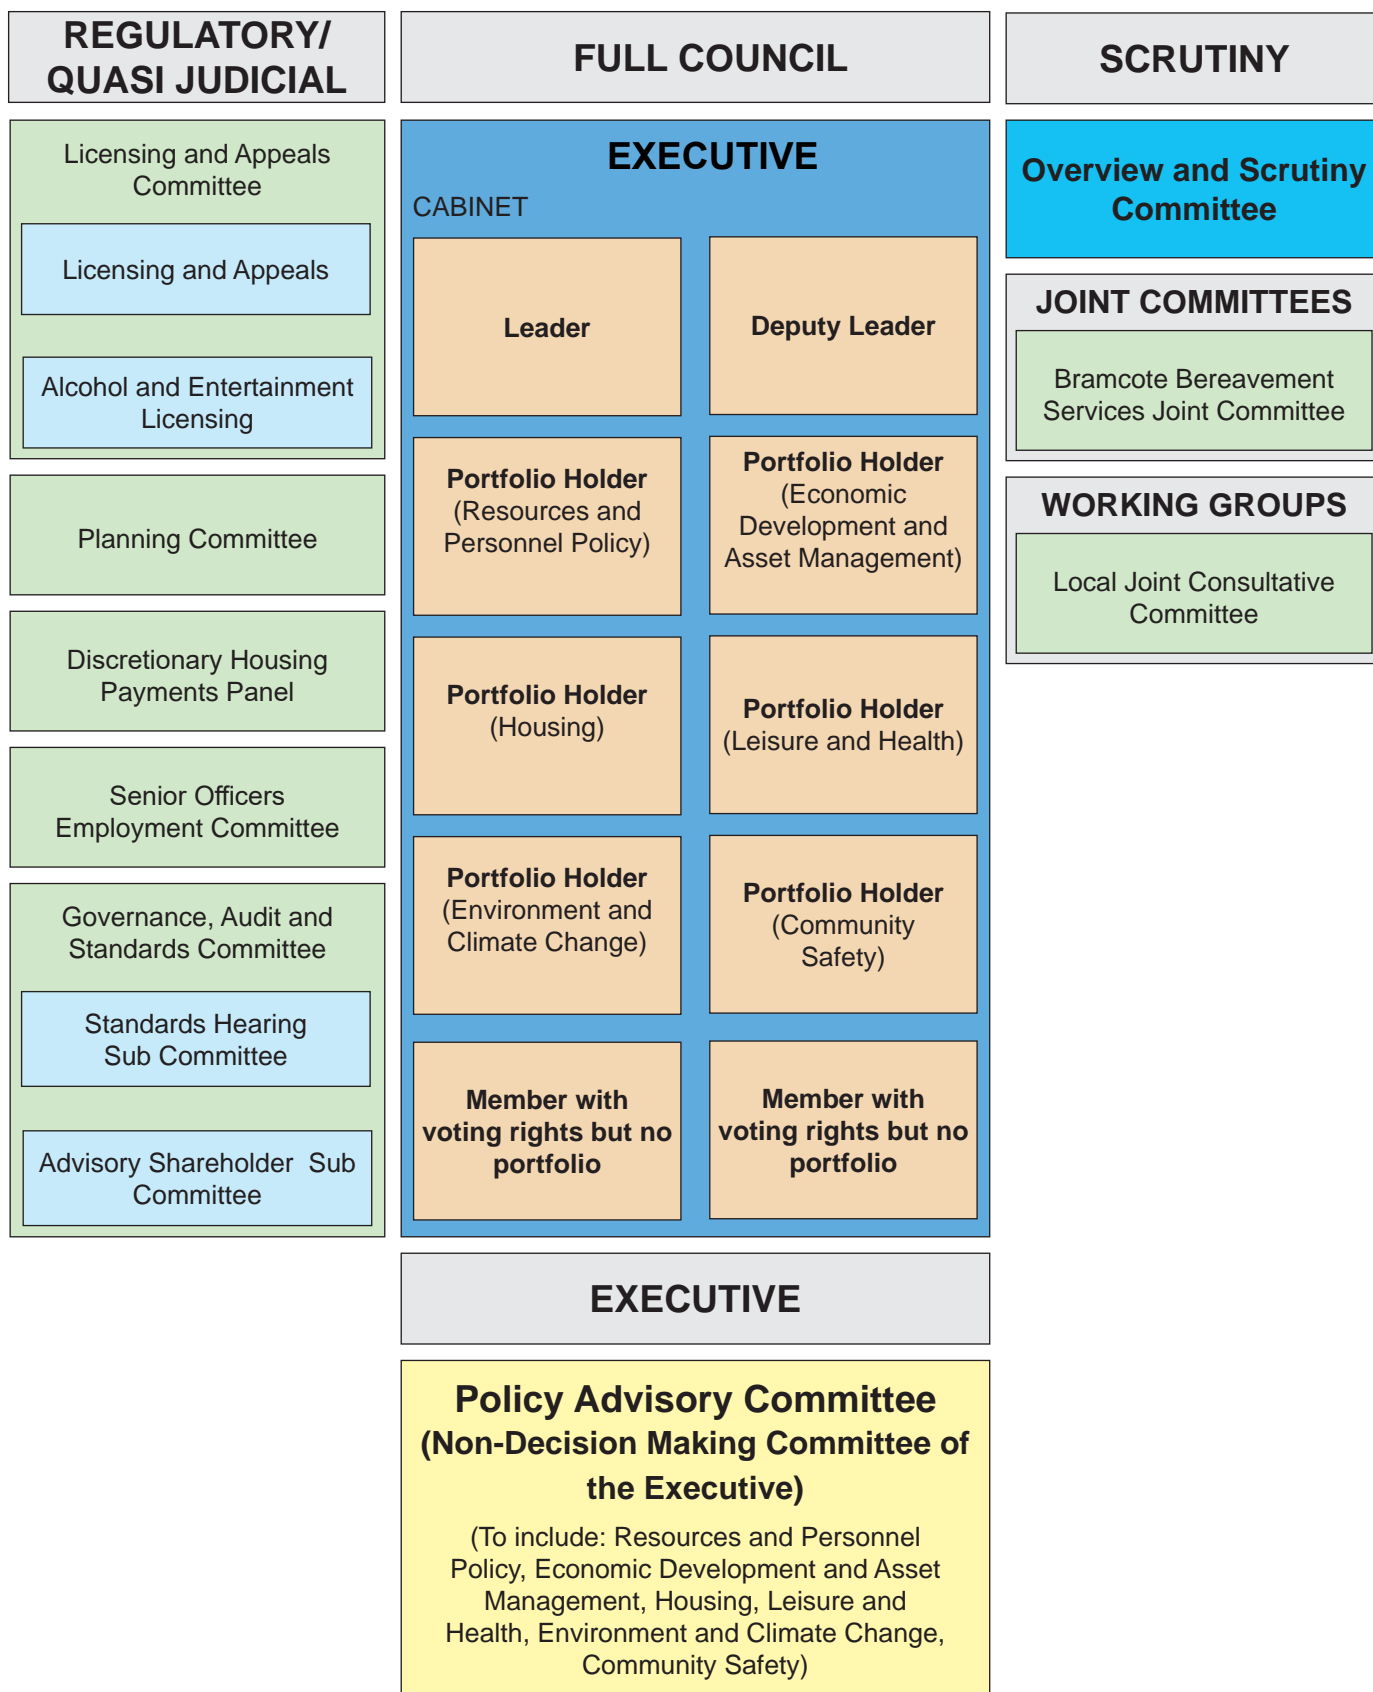 REGULATORY/
QUASI JUDICIAL
Licensing and Appeals
Committee
Licensing and Appeals
Alcohol and Entertainment
Licensing
Planning Committee
Discretionary Housing
Payments Panel
Senior Officers
Employment Committee
Governance, Audit and
Standards Committee
Standards Hearing
Sub Committee
Advisory Shareholder Sub
Committee
FULL COUNCIL
EXECUTIVE
CABINET
Leader
Deputy Leader
Portfolio Holder
(Resources and
Personnel Policy)
Portfolio Holder
(Economic
Development and
Asset Management)
Portfolio Holder
(Housing)
Portfolio Holder
(Leisure and Health)
Portfolio Holder
(Environment and
Climate Change)
Portfolio Holder
(Community
Safety)
Member with
voting rights but no
portfolio
Member with
voting rights but no
portfolio
EXECUTIVE
Policy Advisory Committee
(Non-Decision Making Committee of
the Executive)
(To include: Resources and Personnel
Policy, Economic Development and Asset
Management, Housing, Leisure and
Health, Environment and Climate Change,
Community Safety)
SCRUTINY
Overview and Scrutiny
Committee
JOINT COMMITTEES
Bramcote Bereavement
Services Joint Committee
WORKING GROUPS
Local Joint Consultative
Committee